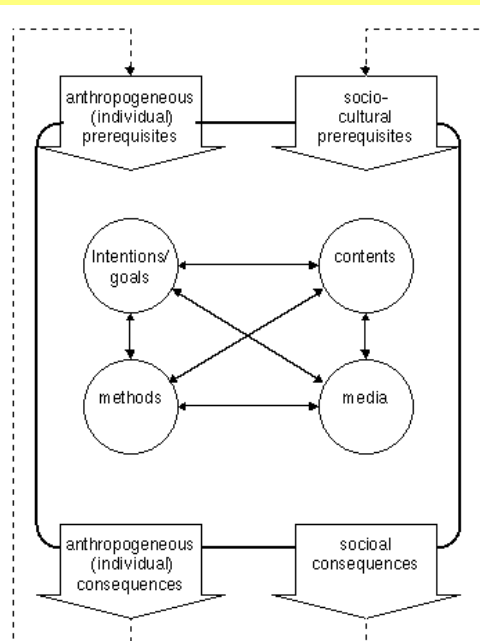 anthropogeneous
(individual)
prerequisites
socio-
cultural
prerequisites
Intentions/
goals
contents
methods
media
anthropogeneous
(individual)
consequences
socioal
consequences